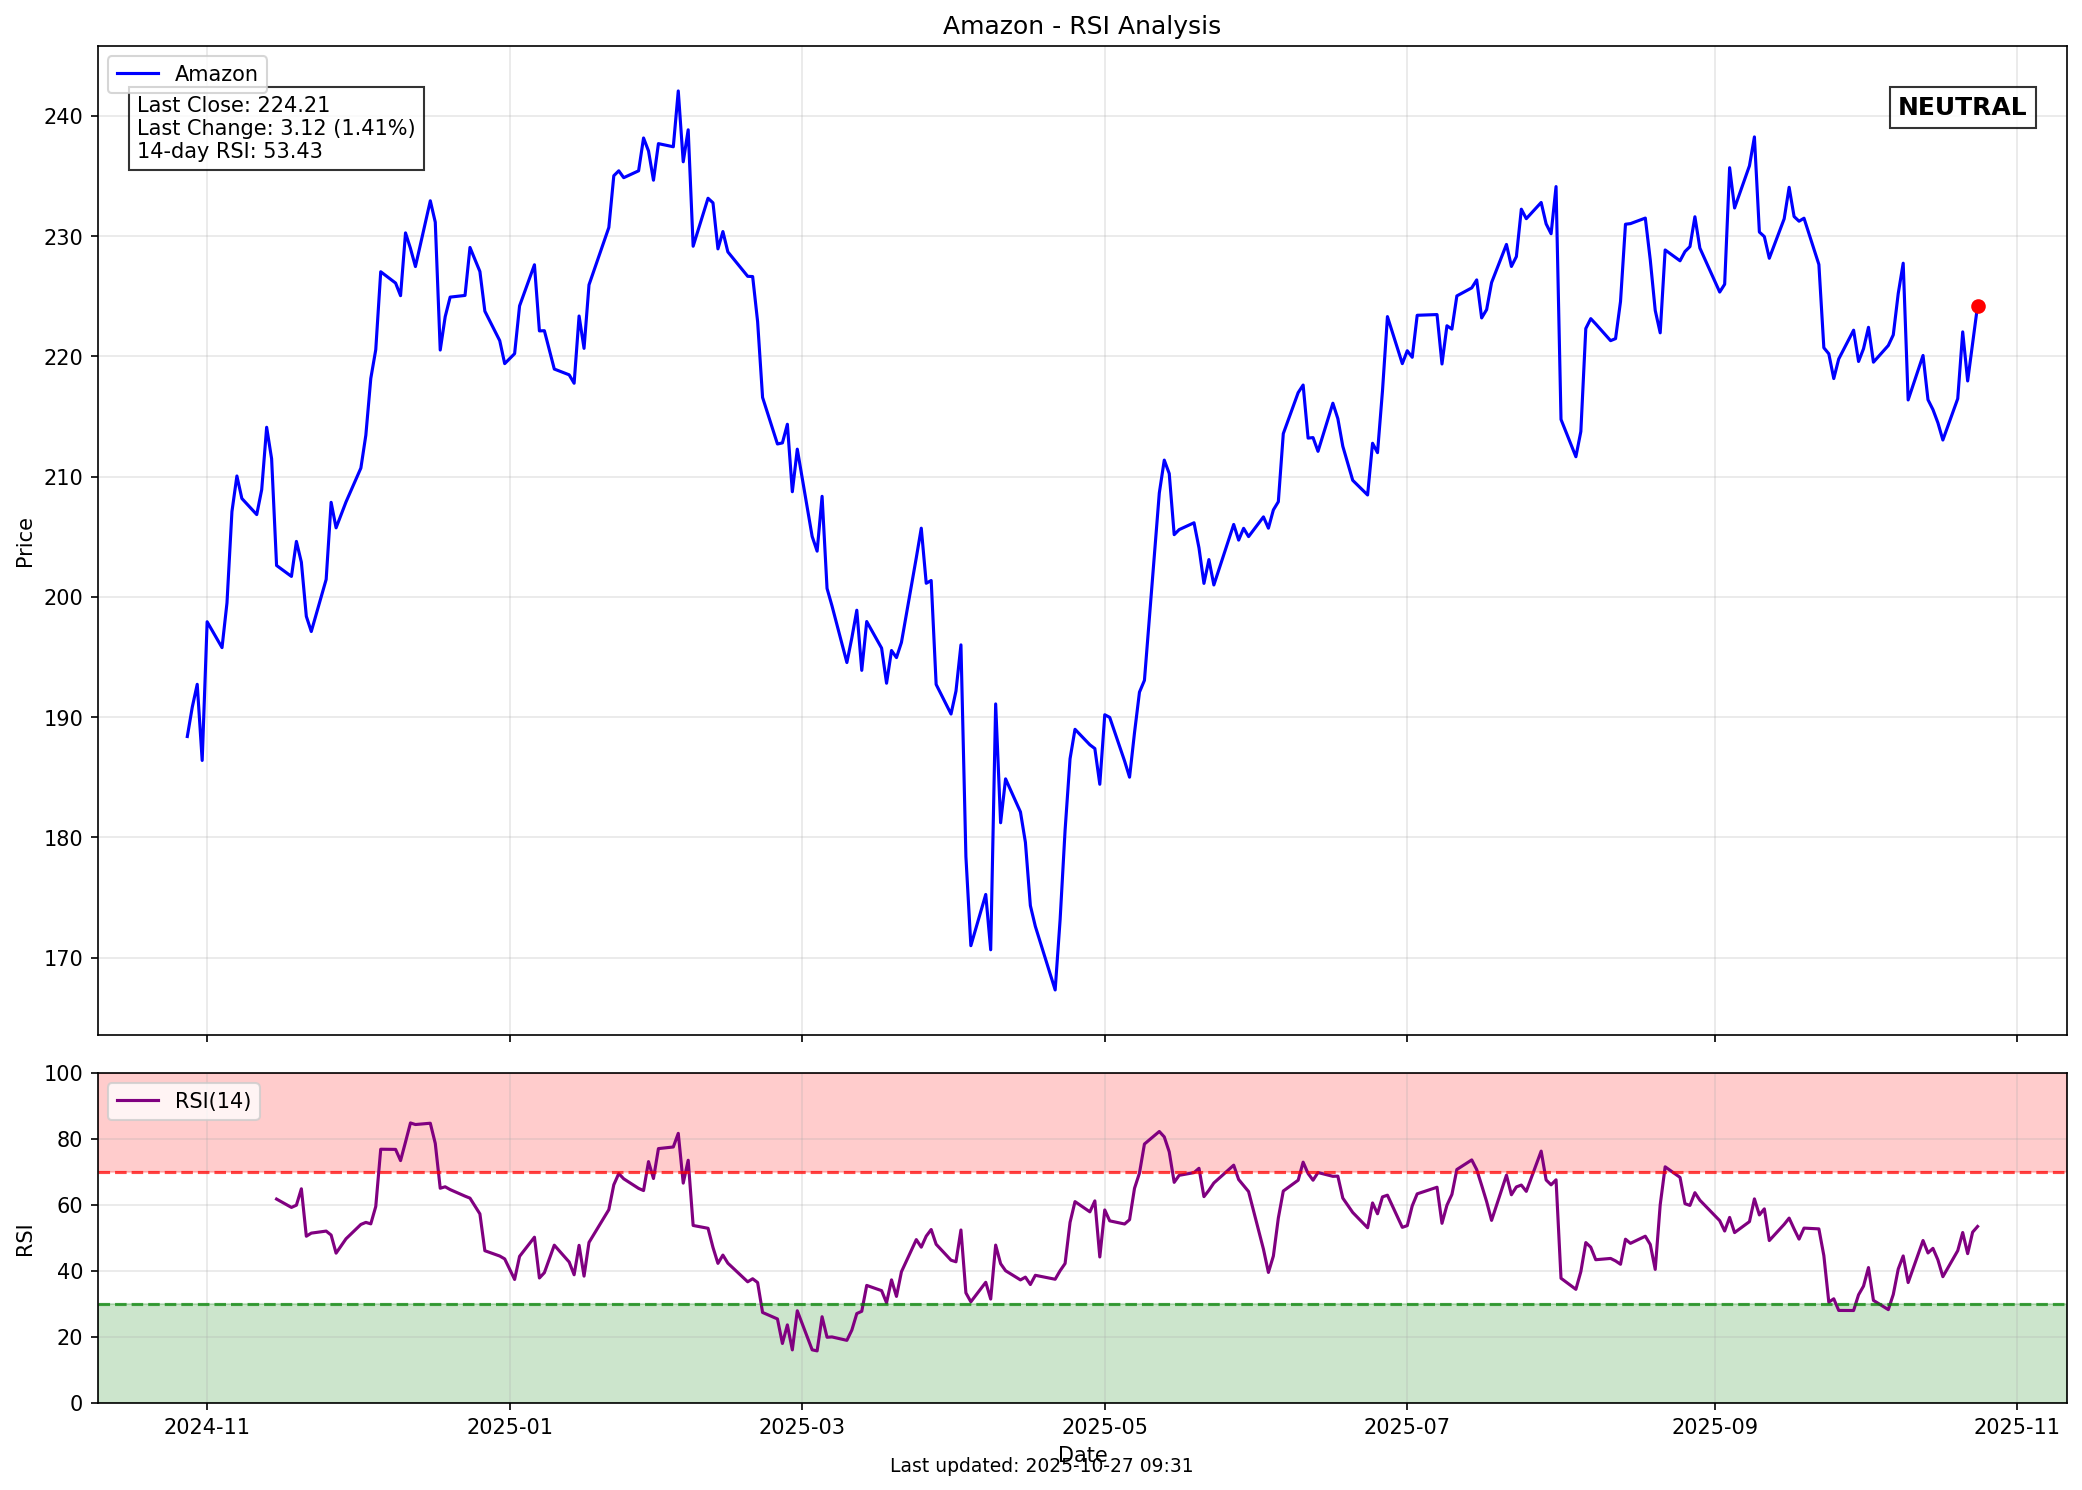 Amazon - RSI Analysis
Amazon
Last Close: 224.21
Last Change: 3.12 (1.41%)
14-day RSI: 53.43
NEUTRAL
Price
240
230
220
210
200
190
180
170
RSI(14)
RSI
100
80
60
40
20
0
2024-11
2025-01
2025-03
2025-05
2025-07
2025-09
2025-11
Date
Last updated: 2025-10-27 09:31